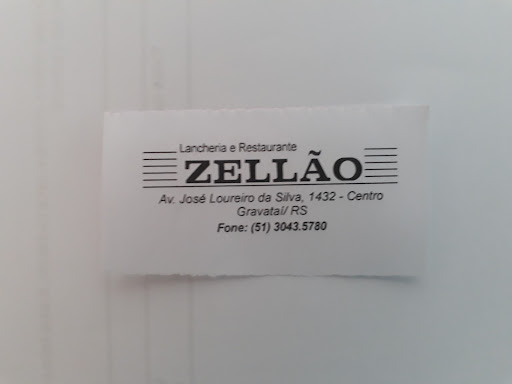 Lancheria e Restaurante
ZELLÃO
Av. José Loureiro da Silva, 1432 - Centro
Gravataí/ RS
Fone: (51) 3043.5780